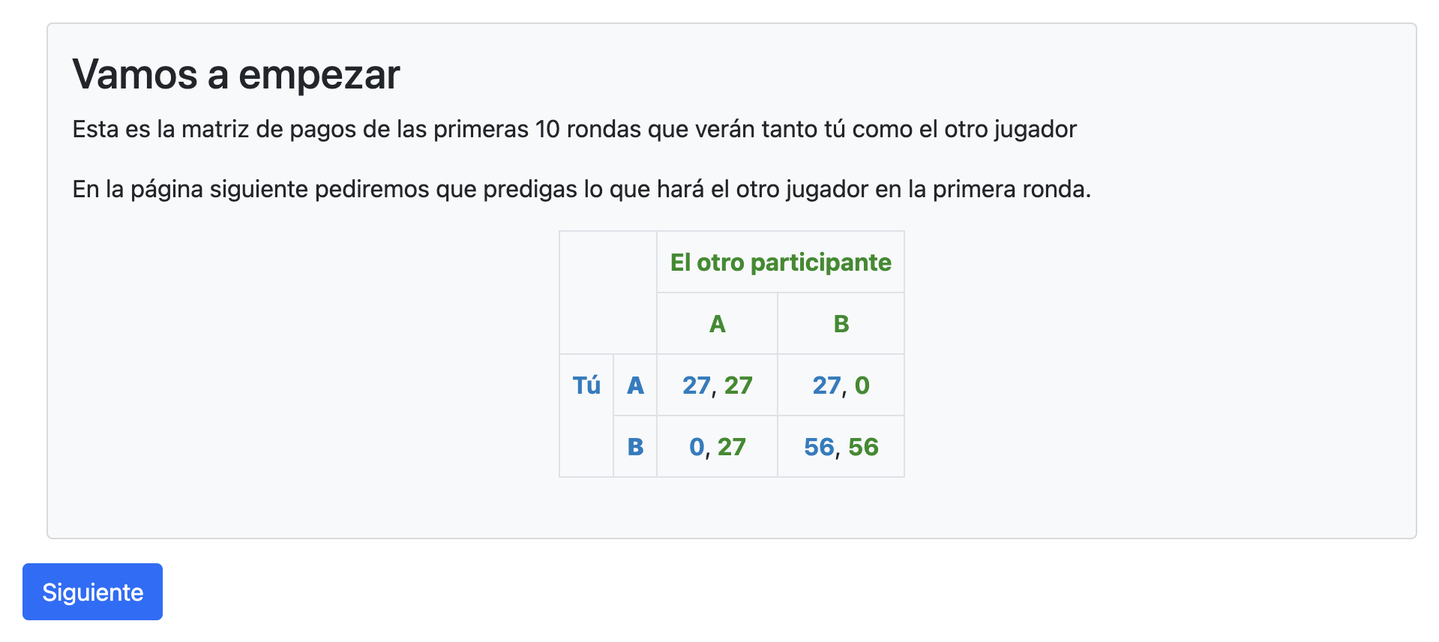 Vamos a empezar
Esta es la matriz de pagos de las primeras 10 rondas que verán tanto tú como el otro jugador
En la página siguiente pediremos que predigas lo que hará el otro jugador en la primera ronda.
El otro participante
A B
Tú A 27, 27 27, 0
B 0, 27 56, 56
Siguiente